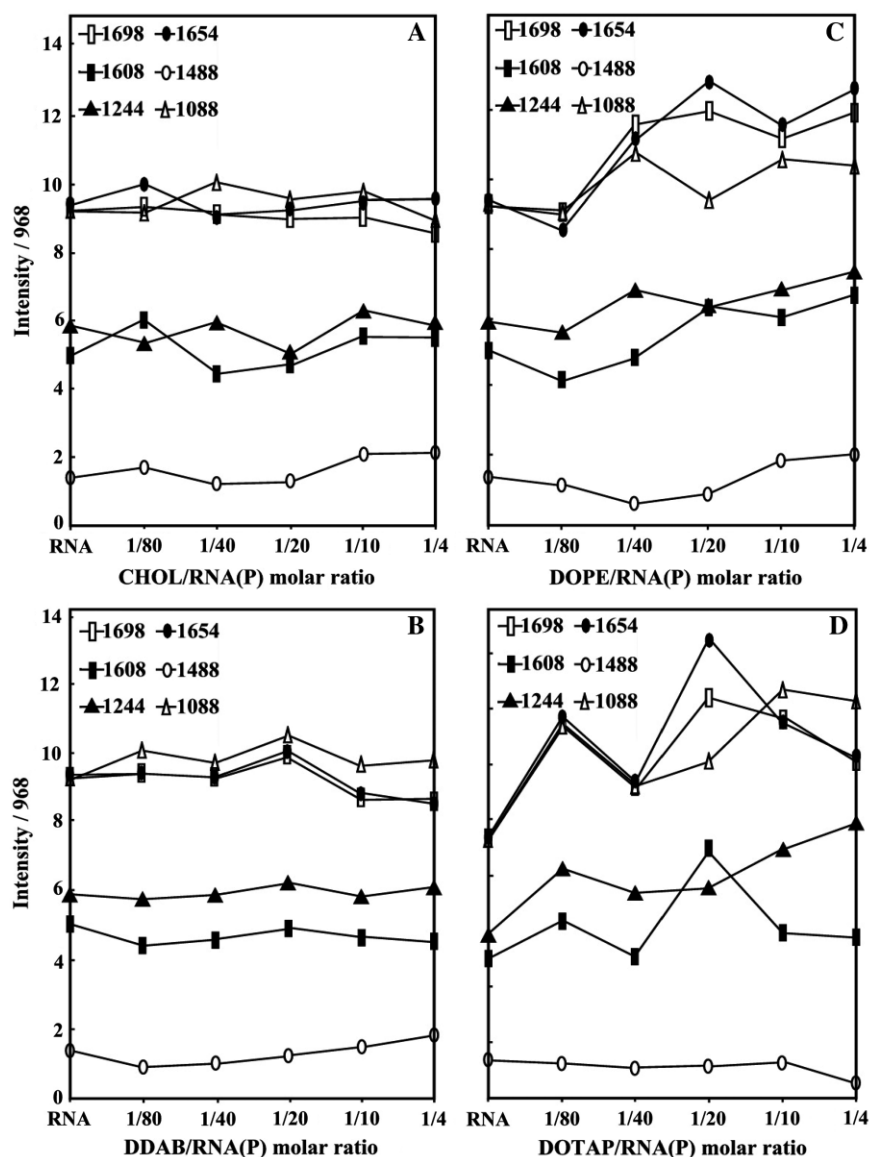 A
1698 1654
1608 1488
1244 1088
14
12
10
8
6
4
2
0
Intensity / 968
RNA 1/80 1/40 1/20 1/10 1/4
CHOL/RNA(P) molar ratio
C
1698 1654
1608 1488
1244 1088
RNA 1/80 1/40 1/20 1/10 1/4
DOPE/RNA(P) molar ratio
B
1698 1654
1608 1488
1244 1088
14
12
10
8
6
4
2
0
Intensity / 968
RNA 1/80 1/40 1/20 1/10 1/4
DDAB/RNA(P) molar ratio
D
1698 1654
1608 1488
1244 1088
RNA 1/80 1/40 1/20 1/10 1/4
DOTAP/RNA(P) molar ratio